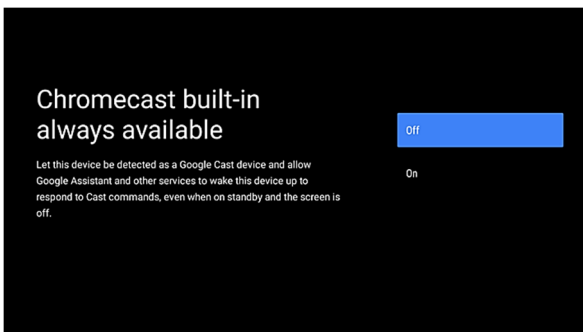 Chromecast built-in
always available
Let this device be detected as a Google Cast device and allow
Google Assistant and other services to wake this device up to
respond to Cast commands, even when on standby and the screen is
off.
Off
On